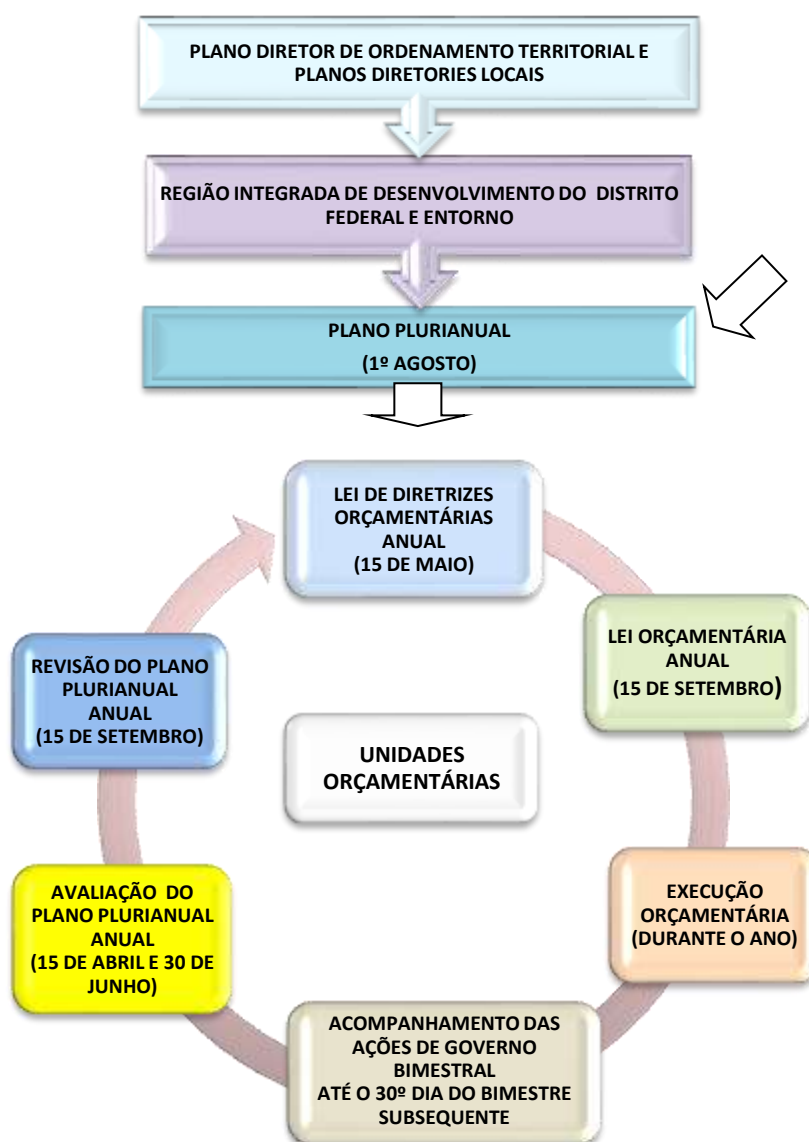 PLANO DIRETOR DE ORDENAMENTO TERRITORIAL E
PLANOS DIRETORIES LOCAIS
REGIÃO INTEGRADA DE DESENVOLVIMENTO DO DISTRITO
FEDERAL E ENTORNO
PLANO PLURIANUAL
(1º AGOSTO)
LEI DE DIRETRIZES
ORÇAMENTÁRIAS
ANUAL
(15 DE MAIO)
LEI ORÇAMENTÁRIA
ANUAL
(15 DE SETEMBRO)
EXECUÇÃO
ORÇAMENTÁRIA
(DURANTE O ANO)
ACOMPANHAMENTO DAS
AÇÕES DE GOVERNO
BIMESTRAL
ATÉ O 30º DIA DO BIMESTRE
SUBSEQUENTE
AVALIAÇÃO DO
PLANO PLURIANUAL
ANUAL
(15 DE ABRIL E 30 DE
JUNHO)
REVISÃO DO PLANO
PLURIANUAL
ANUAL
(15 DE SETEMBRO)
UNIDADES
ORÇAMENTÁRIAS